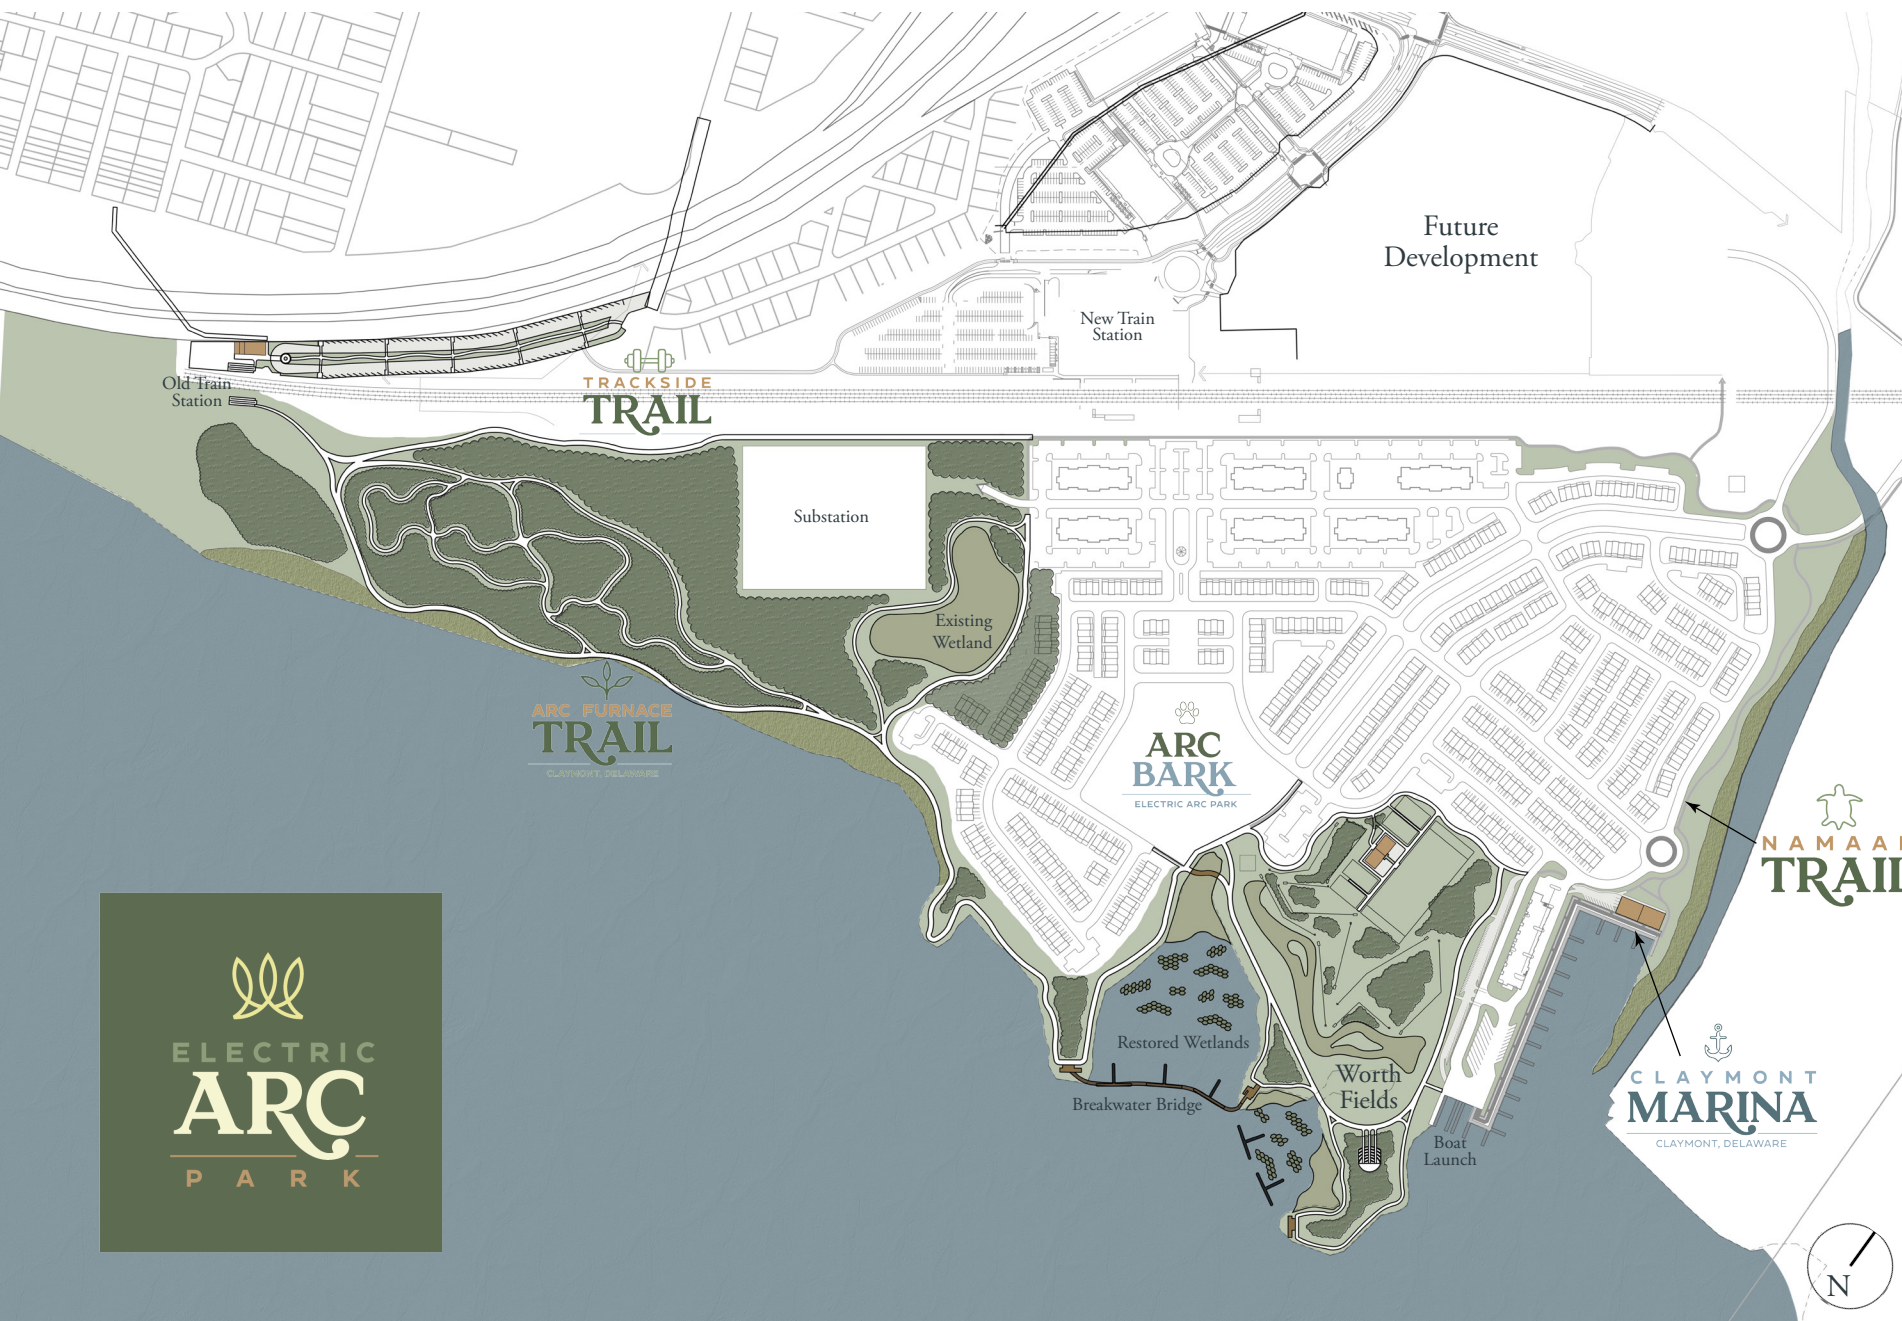 Future
Development
New Train
Station
Old Train
Station
TRACKSIDE
TRAIL
Substation
Existing
Wetland
ARC FURNACE
TRAIL
CLAYMONT, DELAWARE
ARC
BARK
ELECTRIC ARC PARK
NAMAA
TRAIL
ELECTRIC
ARC
PARK
Restored Wetlands
Breakwater Bridge
Worth
Fields
Boat
Launch
CLAYMONT
MARINA
CLAYMONT, DELAWARE
N